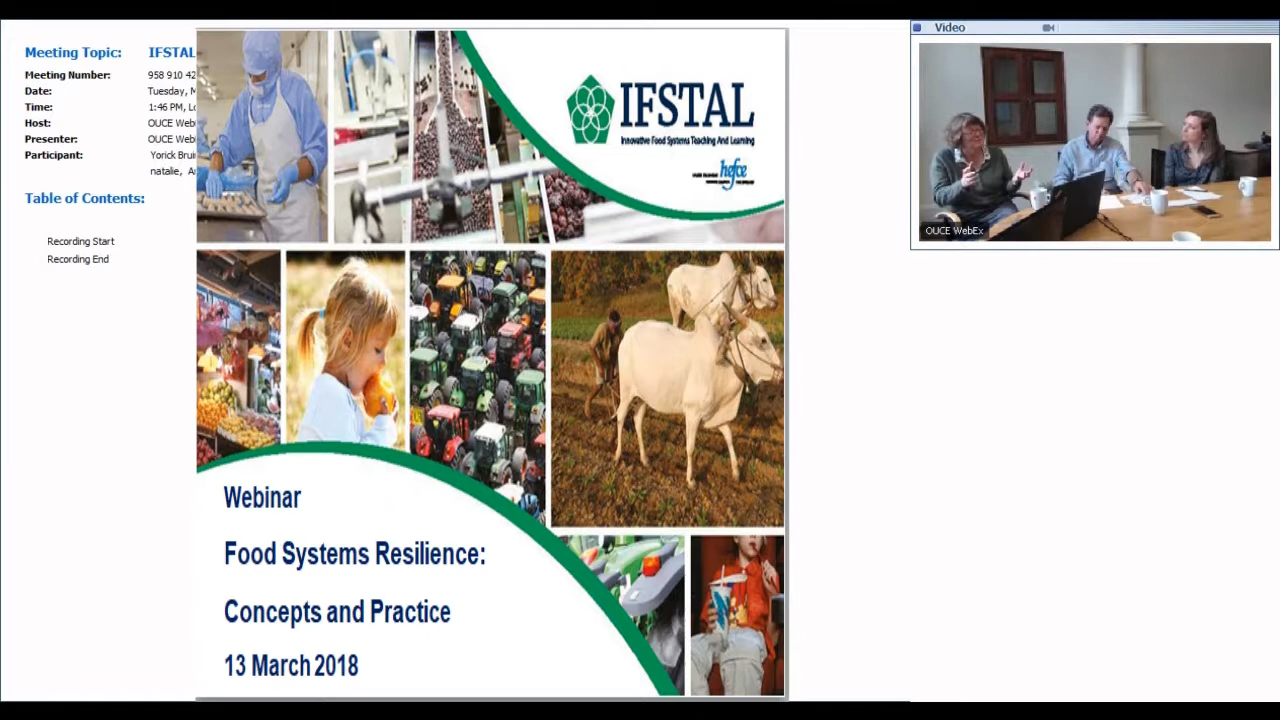 Meeting Topic: IFSTAL
Meeting Number: 958 910 42
Date: Tuesday, M
Time: 1:46 PM, Lo
Host: OUCE Web
Presenter: OUCE Web
Participant: Yorick Brui
natalie, A
Table of Contents:
Recording Start
Recording End
IFSTAL
Innovative Food Systems Teaching And Learning
hefce
Webinar
Food Systems Resilience:
Concepts and Practice
13 March 2018
Video
OUCE WebEx